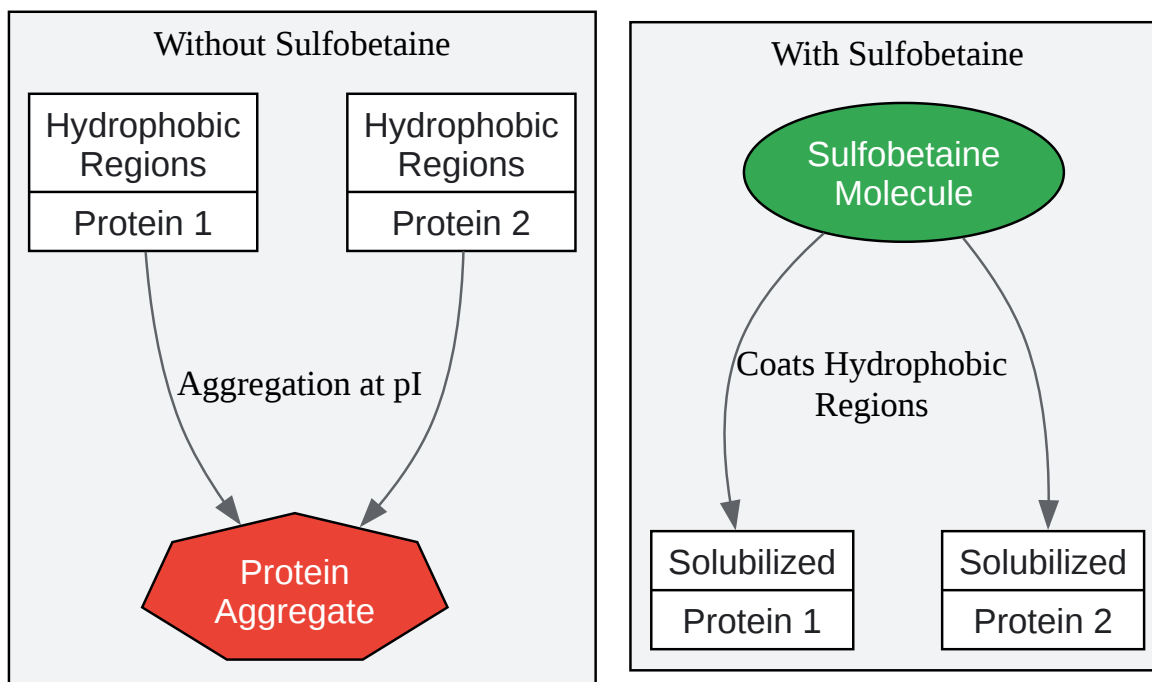 Without Sulfobetaine
Hydrophobic
Regions
Protein 1
Hydrophobic
Regions
Protein 2
Aggregation at pI
Protein
Aggregate
With Sulfobetaine
Sulfobetaine
Molecule
Coats Hydrophobic
Regions
Solubilized
Protein 1
Solubilized
Protein 2